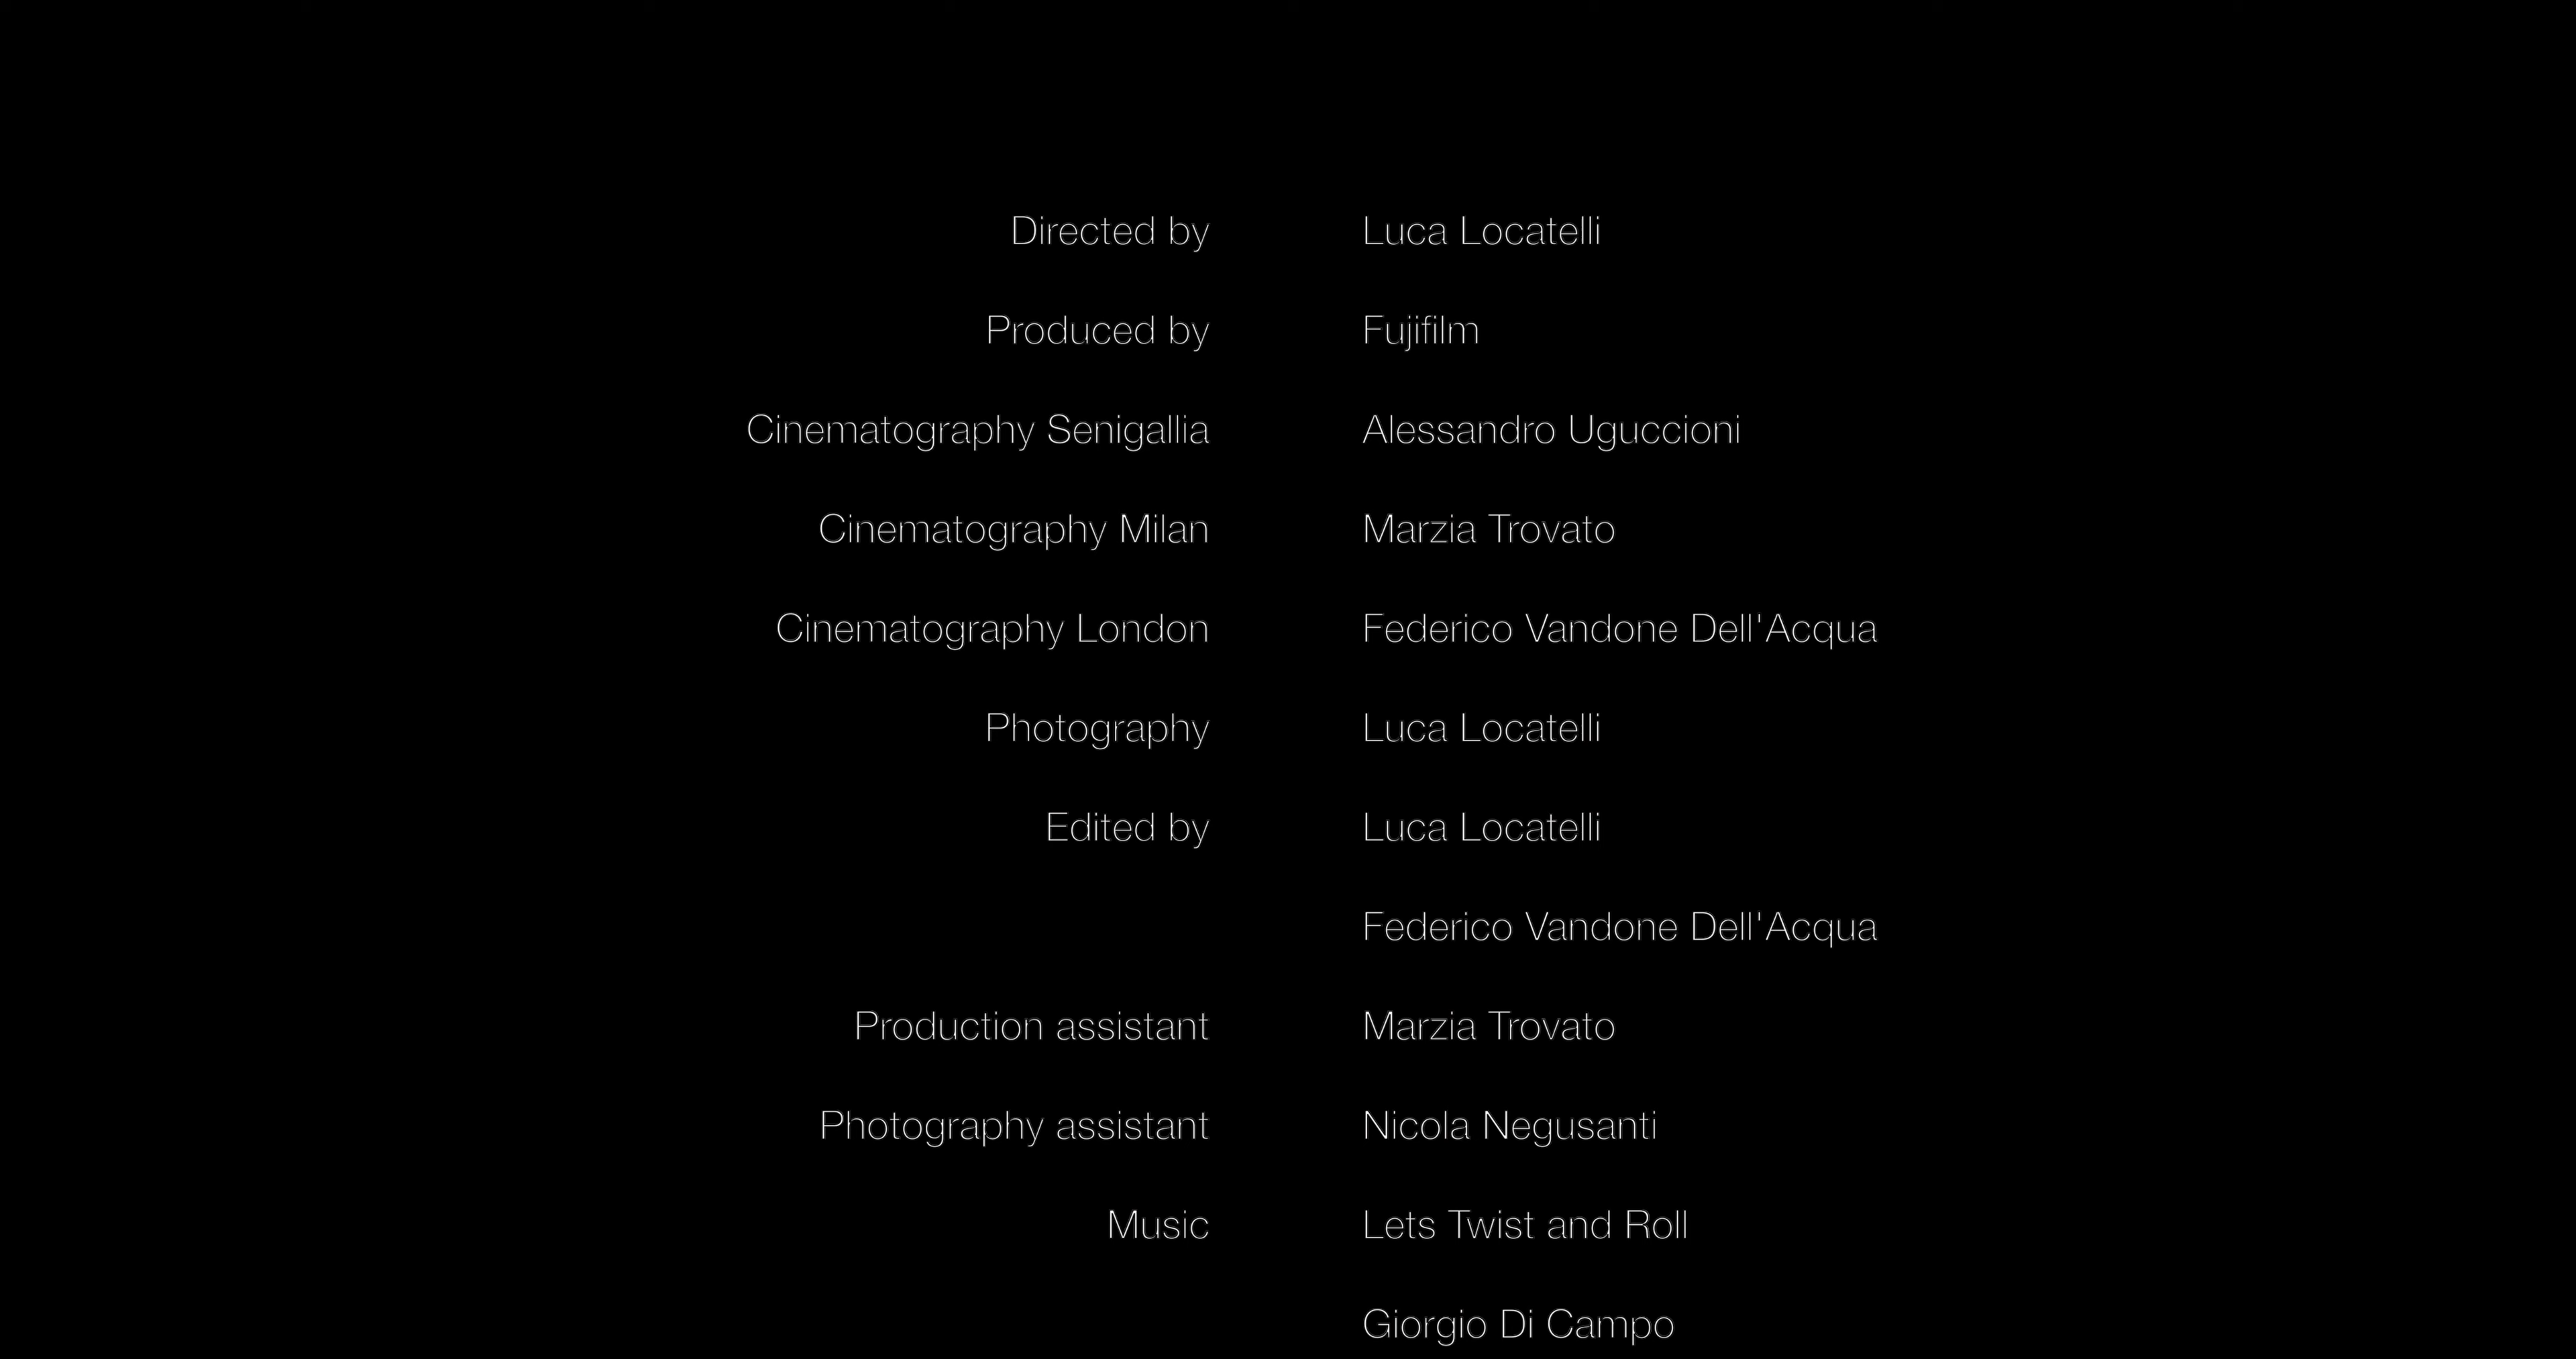 Directed by Luca Locatelli
Produced by Fujifilm
Cinematography Senigallia Alessandro Uguccioni
Cinematography Milan Marzia Trovato
Cinematography London Federico Vandone Dell'Acqua
Photography Luca Locatelli
Edited by Luca Locatelli
Federico Vandone Dell'Acqua
Production assistant Marzia Trovato
Photography assistant Nicola Negusanti
Music Lets Twist and Roll
Giorgio Di Campo